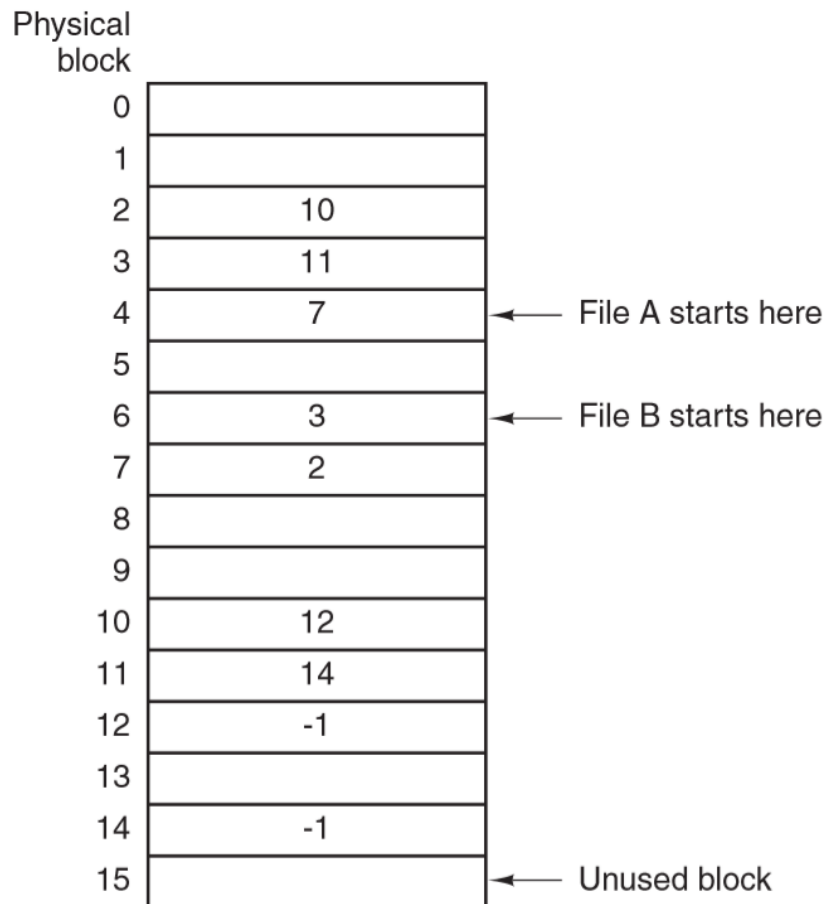 Physical
block
0
1
2 10
3 11
4 7 File A starts here
5
6 3 File B starts here
7 2
8
9
10 12
11 14
12 -1
13
14 -1
15 Unused block